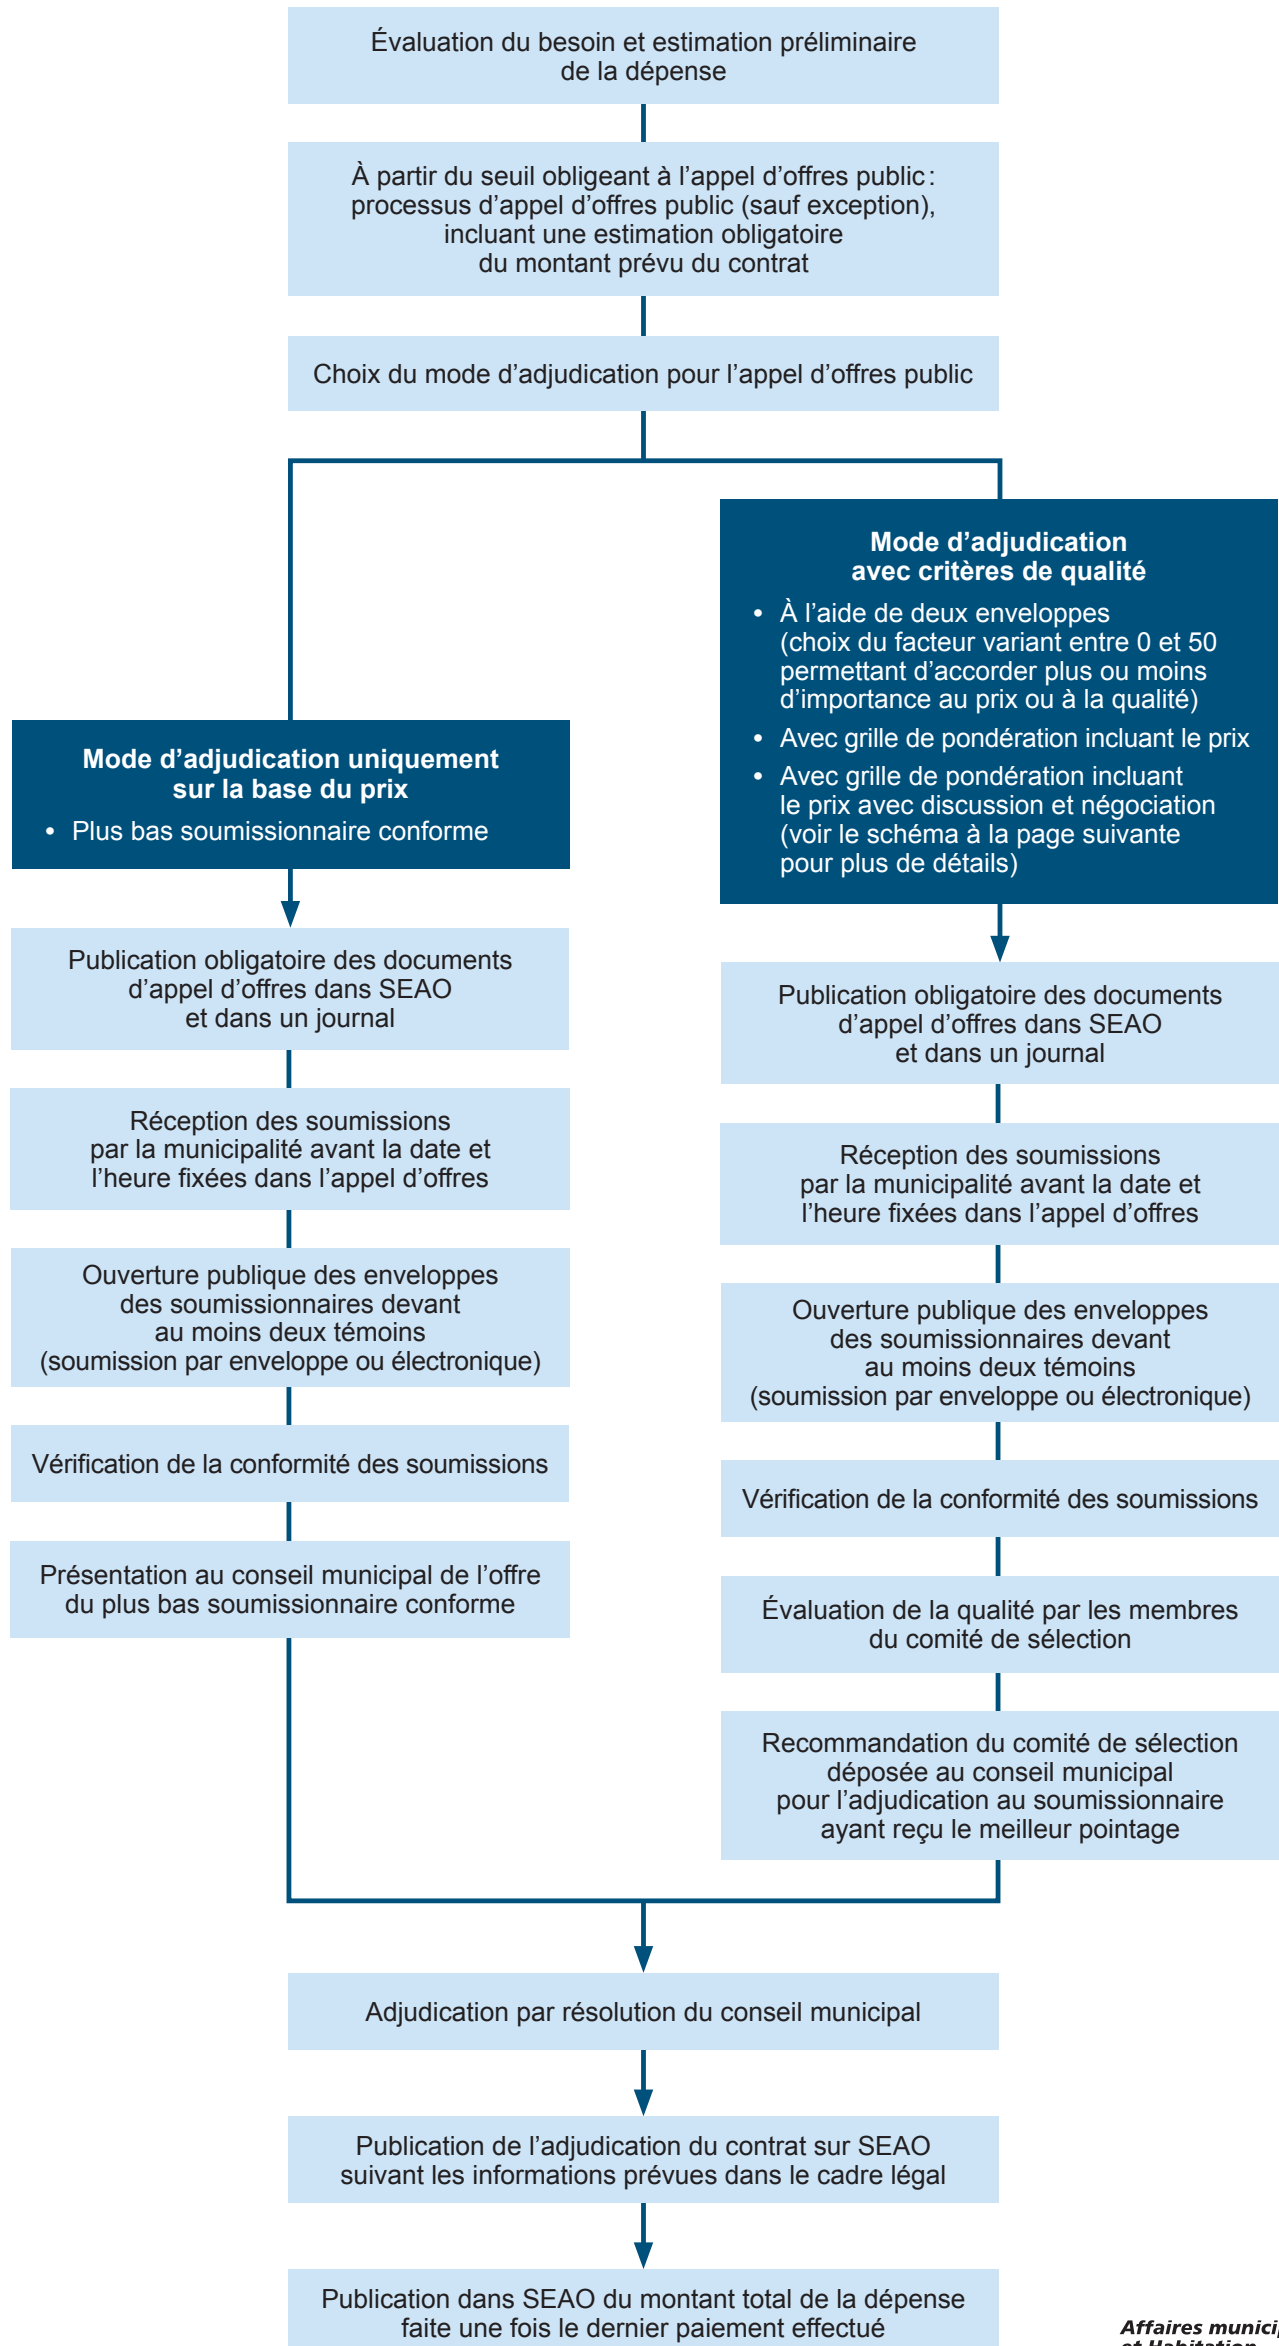 Évaluation du besoin et estimation préliminaire
de la dépense
À partir du seuil obligeant à l’appel d’offres public :
processus d’appel d’offres public (sauf exception),
incluant une estimation obligatoire
du montant prévu du contrat
Choix du mode d’adjudication pour l’appel d’offres public
Mode d’adjudication uniquement
sur la base du prix
• Plus bas soumissionnaire conforme
Publication obligatoire des documents
d’appel d’offres dans SEAO
et dans un journal
Réception des soumissions
par la municipalité avant la date et
l’heure fixées dans l’appel d’offres
Ouverture publique des enveloppes
des soumissionnaires devant
au moins deux témoins
(soumission par enveloppe ou électronique)
Vérification de la conformité des soumissions
Présentation au conseil municipal de l’offre
du plus bas soumissionnaire conforme
Mode d’adjudication
avec critères de qualité
• À l’aide de deux enveloppes
(choix du facteur variant entre 0 et 50
permettant d’accorder plus ou moins
d’importance au prix ou à la qualité)
• Avec grille de pondération incluant le prix
• Avec grille de pondération incluant
le prix avec discussion et négociation
(voir le schéma à la page suivante
pour plus de détails)
Publication obligatoire des documents
d’appel d’offres dans SEAO
et dans un journal
Réception des soumissions
par la municipalité avant la date et
l’heure fixées dans l’appel d’offres
Ouverture publique des enveloppes
des soumissionnaires devant
au moins deux témoins
(soumission par enveloppe ou électronique)
Vérification de la conformité des soumissions
Évaluation de la qualité par les membres
du comité de sélection
Recommandation du comité de sélection
déposée au conseil municipal
pour l’adjudication au soumissionnaire
ayant reçu le meilleur pointage
Adjudication par résolution du conseil municipal
Publication de l’adjudication du contrat sur SEAO
suivant les informations prévues dans le cadre légal
Publication dans SEAO du montant total de la dépense
faite une fois le dernier paiement effectué
Affaires
et Habitation